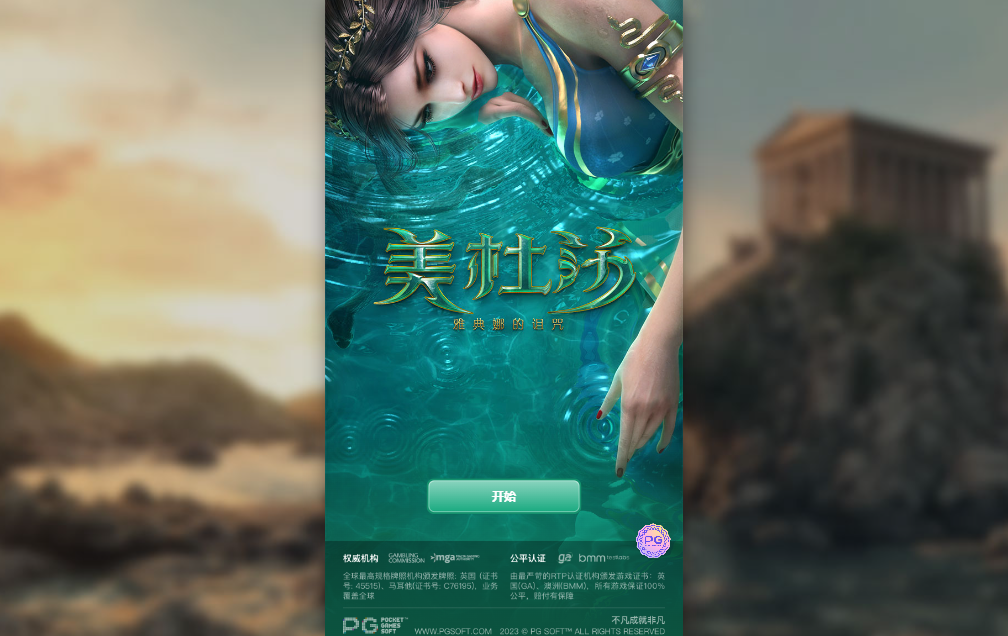 美杜莎
雅典娜的诅咒
开始
PG
权威机构 GAMBLING COMMISSION mga
全球最高规格牌照机构颁发牌照: 英国 (证书
号: 45515)、马耳他(证书号: C76195), 业务
覆盖全球
公平认证 ga bmm testlabs
由最严苛的RTP认证机构颁发游戏证书: 英
国(GA)、澳洲(BMM), 所有游戏保证100%
公平, 赔付有保障
PG POCKET GAMES SOFT
不凡成就非凡
WWW.PGSOFT.COM 2023 © PG SOFT™ ALL RIGHTS RESERVED